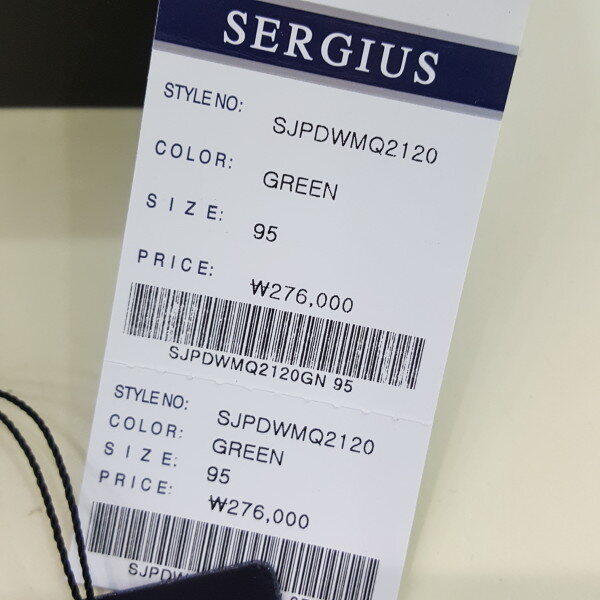 SERGIUS
STYLE NO: SJPDWMQ2120
COLOR: GREEN
SIZE: 95
PRICE: ₩276,000
SJPDWMQ2120GN 95
STYLE NO: SJPDWMQ2120
COLOR: GREEN
SIZE: 95
PRICE: ₩276,000